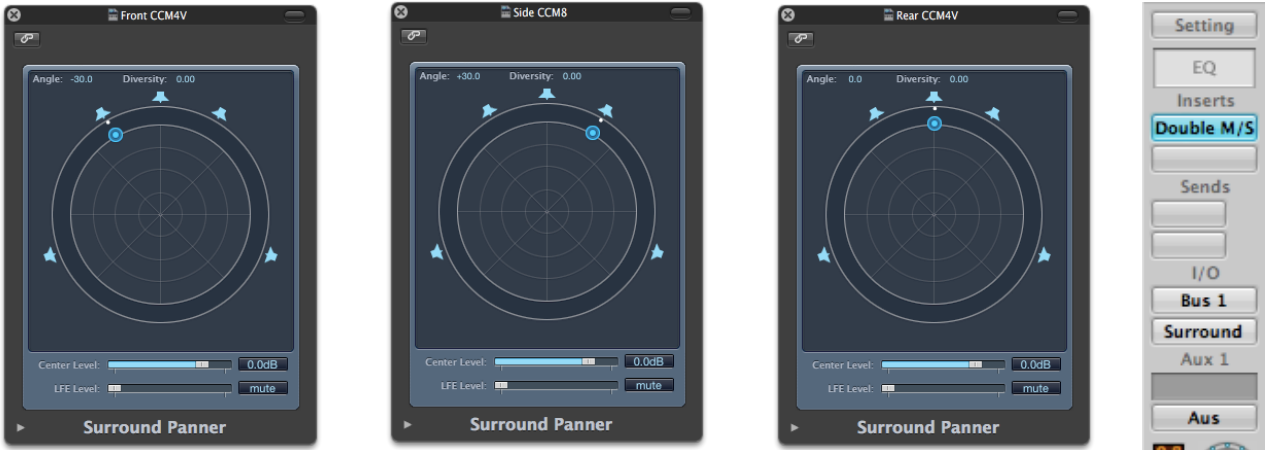 Front CCM4V
Angle: -30.0 Diversity: 0.00
Center Level: 0.0dB
LFE Level: mute
Surround Panner
Side CCM8
Angle: +30.0 Diversity: 0.00
Center Level: 0.0dB
LFE Level: mute
Surround Panner
Rear CCM4V
Angle: 0.0 Diversity: 0.00
Center Level: 0.0dB
LFE Level: mute
Surround Panner
Setting
EQ
Inserts
Double M/S
Sends
I/O
Bus 1
Surround
Aux 1
Aus